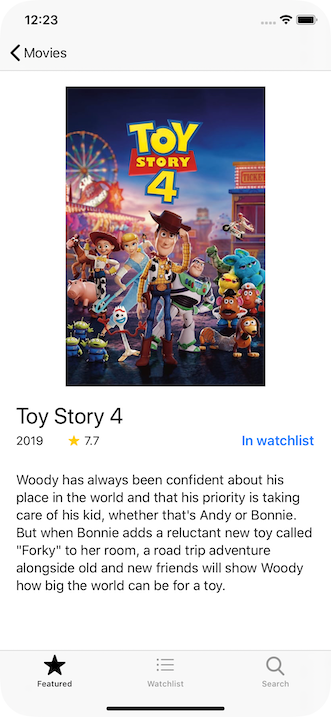 12:23
Movies
TOY
STORY
4
TICKETS
Toy Story 4
2019 7.7 In watchlist
Woody has always been confident about his
place in the world and that his priority is taking
care of his kid, whether that's Andy or Bonnie.
But when Bonnie adds a reluctant new toy called
"Forky" to her room, a road trip adventure
alongside old and new friends will show Woody
how big the world can be for a toy.
Featured Watchlist Search